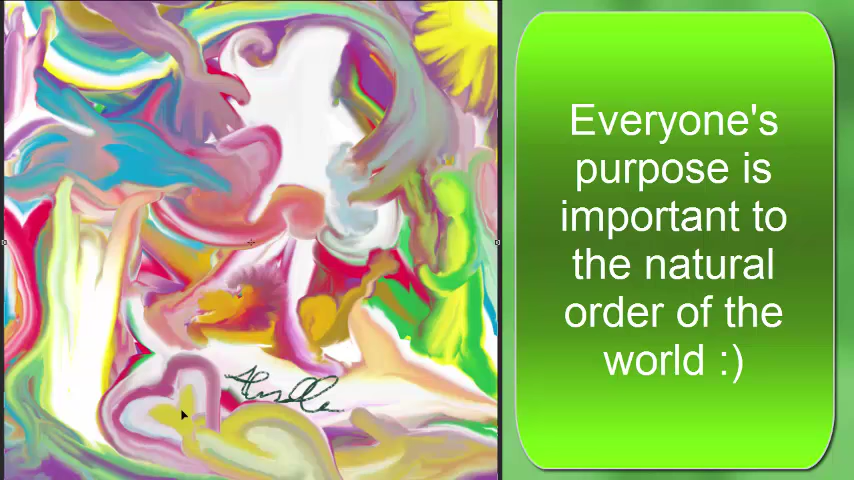 Everyone's
purpose is
important to
the natural
order of the
world :)